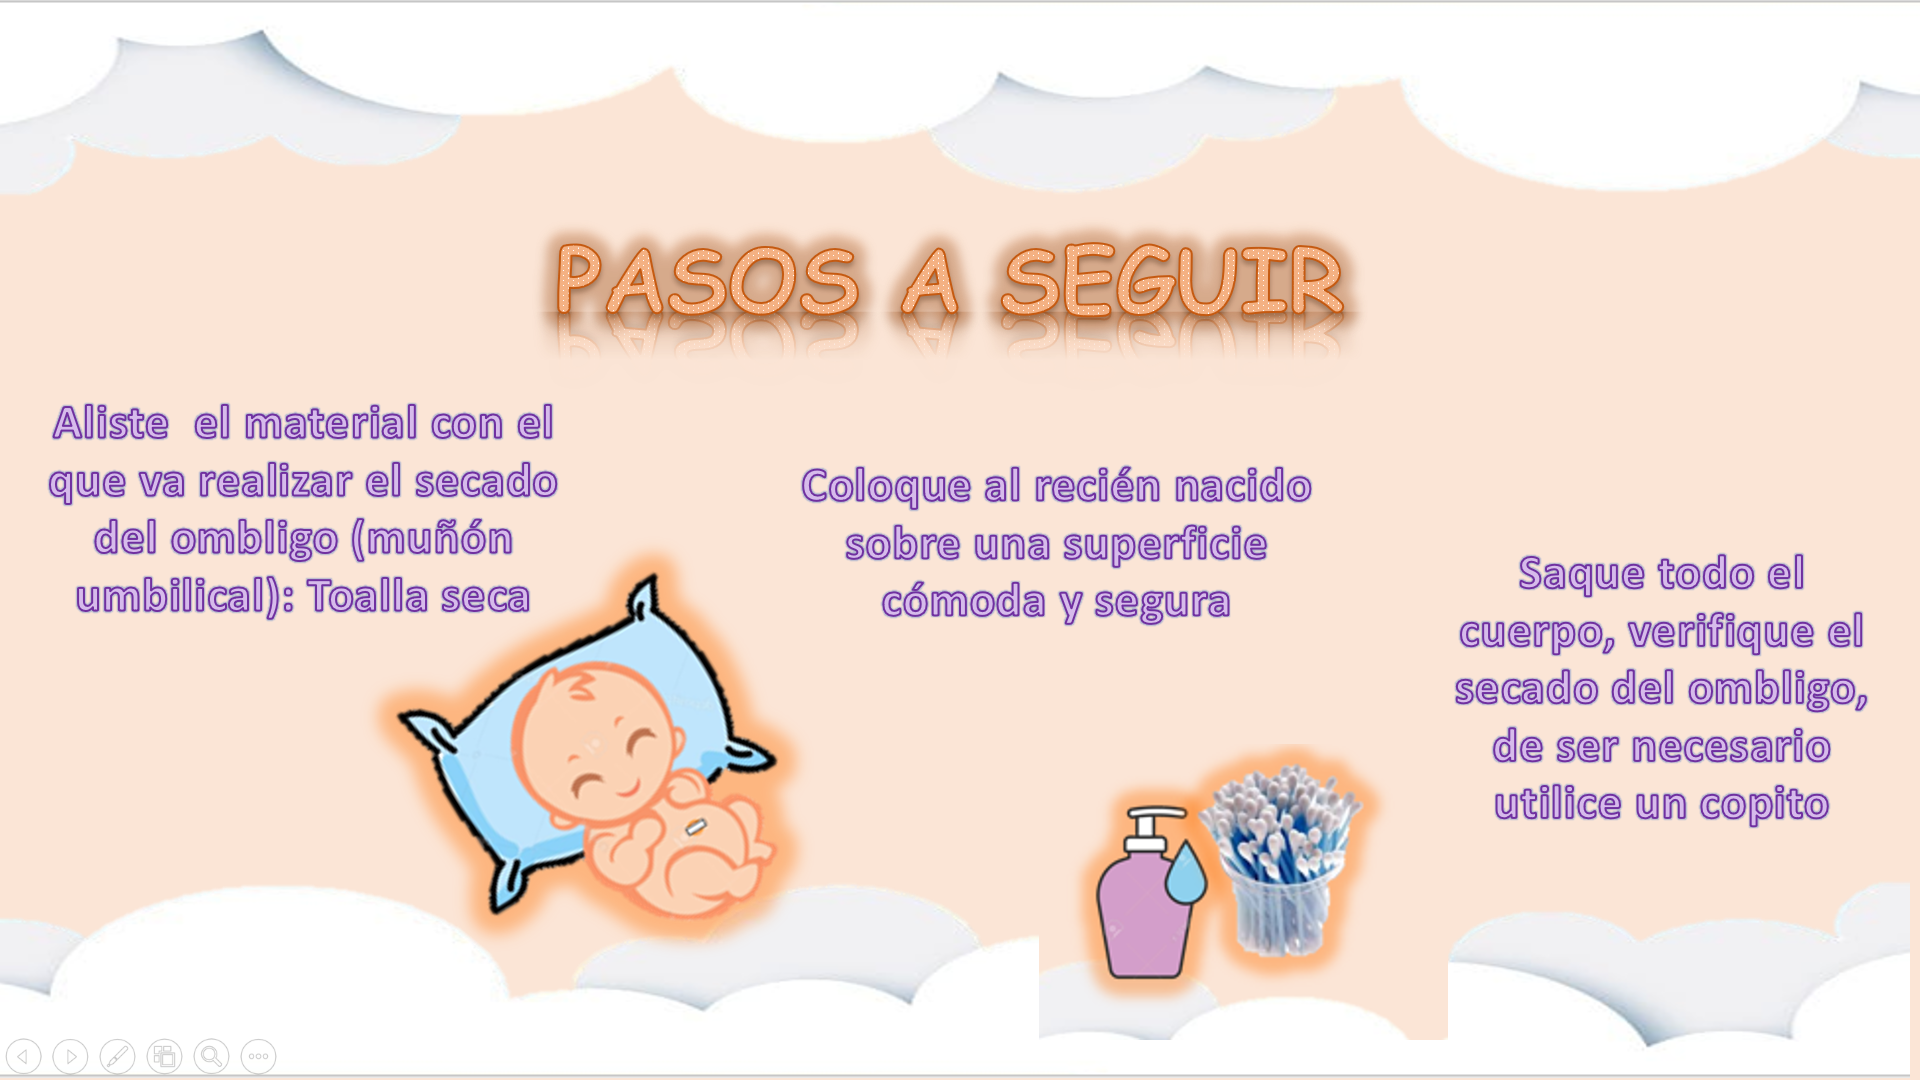 PASOS A SEGUIR
Aliste  el material con el
que va realizar el secado
del ombligo (muñón
umbilical): Toalla seca
Coloque al recién nacido
sobre una superficie
cómoda y segura
Saque todo el
cuerpo, verifique el
secado del ombligo,
de ser necesario
utilice un copito